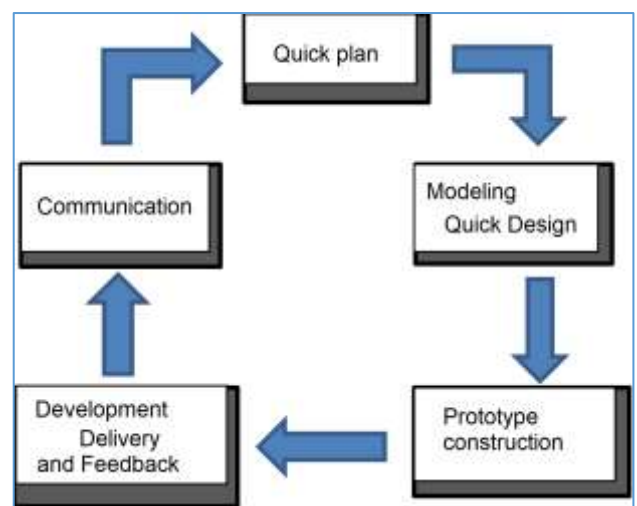 Quick plan
Communication
Modeling
Quick Design
Development
Delivery
and Feedback
Prototype
construction